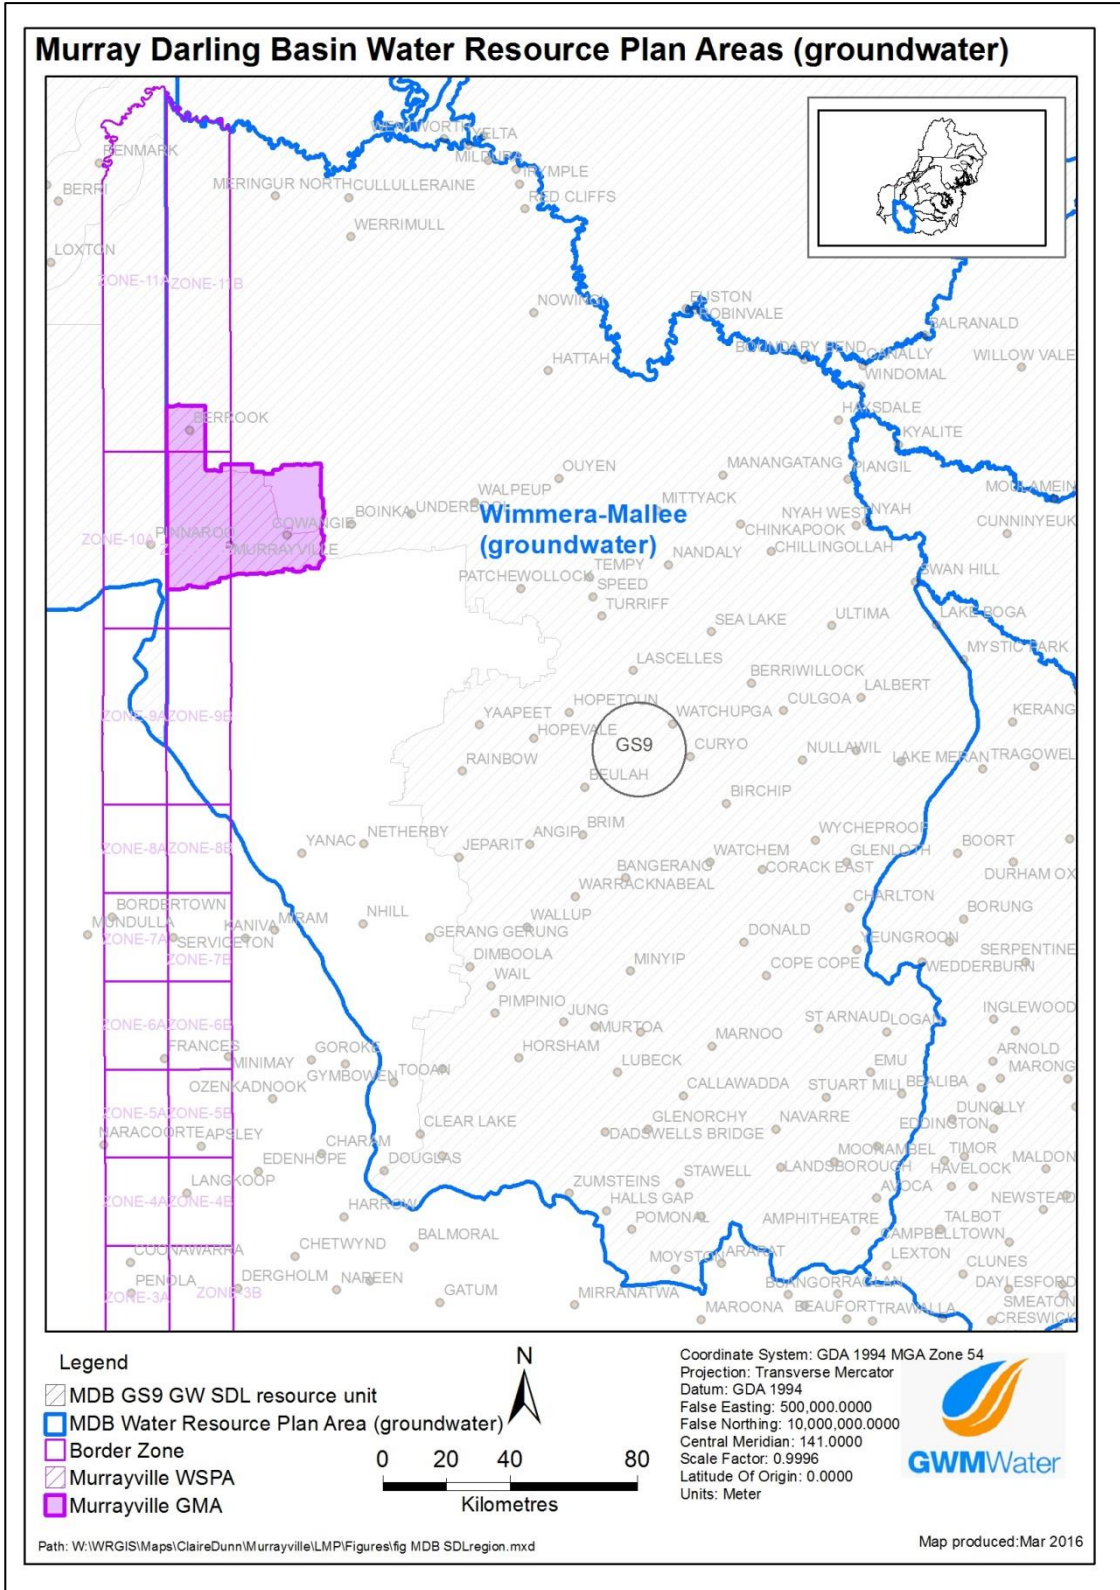 Murray Darling Basin Water Resource Plan Areas (groundwater)
WENTWORTH
YELTA
MILDURA
RENMARK
IRYMPLE
BERRI
MERINGUR NORTH
CULLULLERAINE
RED CLIFFS
WERRIMULL
LOXTON
ZONE-11A
ZONE-11B
NOWINGI
EUSTON
ROBINVALE
BALRANALD
BOUNDARY BEND
CANALLY
WILLOW VALE
HATTAH
WINDOMAL
HAYSDALE
BERROOK
KYALITE
OUYEN
MANANGATANG
PIANGIL
WALPEUP
MITTYACK
MOULAMEIN
UNDERBOOL
BOINKA
Wimmera-Mallee
(groundwater)
NYAH WEST
NYAH
COWANGIE
CHINKAPOOK
CUNNINYEUK
PINNAROO
ZONE-10A
MURRAYVILLE
NANDALY
CHILLINGOLLAH
TEMPY
PATCHEWOLLOCK
SPEED
SWAN HILL
TURRIFF
SEA LAKE
ULTIMA
LAKE BOGA
MYSTIC PARK
LASCELLES
BERRIWILLOCK
LALBERT
HOPETOUN
CULGOA
ZONE-9A
ZONE-9B
YAAPEET
WATCHUPGA
KERANG
HOPEVALE
GS9
CURYO
NULLAWIL
LAKE MERAN
TRAGOWEL
RAINBOW
BEULAH
BIRCHIP
YANAC
NETHERBY
ANGIP
BRIM
WYCHEPROOF
ZONE-8A
ZONE-8B
JEPARIT
WATCHEM
GLENLOTH
BOORT
BANGERANG
CORACK EAST
DURHAM OX
WARRACKNABEAL
CHARLTON
BORDERTOWN
MUNDULLA
KANIVA
MIRAM
NHILL
WALLUP
BORUNG
ZONE-7A
SERVICETON
GERANG GERUNG
DONALD
YEUNGROON
SERPENTINE
ZONE-7B
DIMBOOLA
MINYIP
COPE COPE
WEDDERBURN
WAIL
PIMPINIO
JUNG
INGLEWOOD
ZONE-6A
ZONE-6B
MURTOA
MARNOO
ST ARNAUD
LOGAN
FRANCES
MINIMAY
GOROKE
HORSHAM
LUBECK
EMU
ARNOLD
GYMBOWEN
TOOAN
MARONG
OZENKADNOOK
CALLAWADDA
STUART MILL
BEALIBA
ZONE-5A
ZONE-5B
GLENORCHY
NAVARRE
DUNOLLY
EDDINGTON
NARACOORTE
APSLEY
CLEAR LAKE
DADSWELLS BRIDGE
CHARAM
MOONAMBEL
TIMOR
MALDON
EDENHOPE
DOUGLAS
STAWELL
LANDSBOROUGH
HAVELOCK
LANGKOOP
ZUMSTEINS
AVOCA
NEWSTEAD
ZONE-4A
ZONE-4B
HALLS GAP
HARROW
POMONAL
AMPHITHEATRE
TALBOT
CAMPBELLTOWN
COONAWARRA
CHETWYND
BALMORAL
MOYSTON
ARARAT
LEXTON
CLUNES
PENOLA
DERGHOLM
NAREEN
BUANGOR
RAGLAN
DAYLESFORD
ZONE-3A
ZONE-3B
GATUM
MIRRANATWA
MAROONA
BEAUFORT
TRAWALLA
SMEATON
CRESWICK
Legend
MDB GS9 GW SDL resource unit
MDB Water Resource Plan Area (groundwater)
Border Zone
Murrayville WSPA
Murrayville GMA
N
0 20 40 80
Kilometres
Coordinate System: GDA 1994 MGA Zone 54
Projection: Transverse Mercator
Datum: GDA 1994
False Easting: 500,000.0000
False Northing: 10,000,000.0000
Central Meridian: 141.0000
Scale Factor: 0.9996
Latitude Of Origin: 0.0000
Units: Meter
GWMWater
Path: W:\WRGIS\Maps\ClaireDunn\Murrayville\LMP\Figures\fig MDB SDLregion.mxd
Map produced:Mar 2016